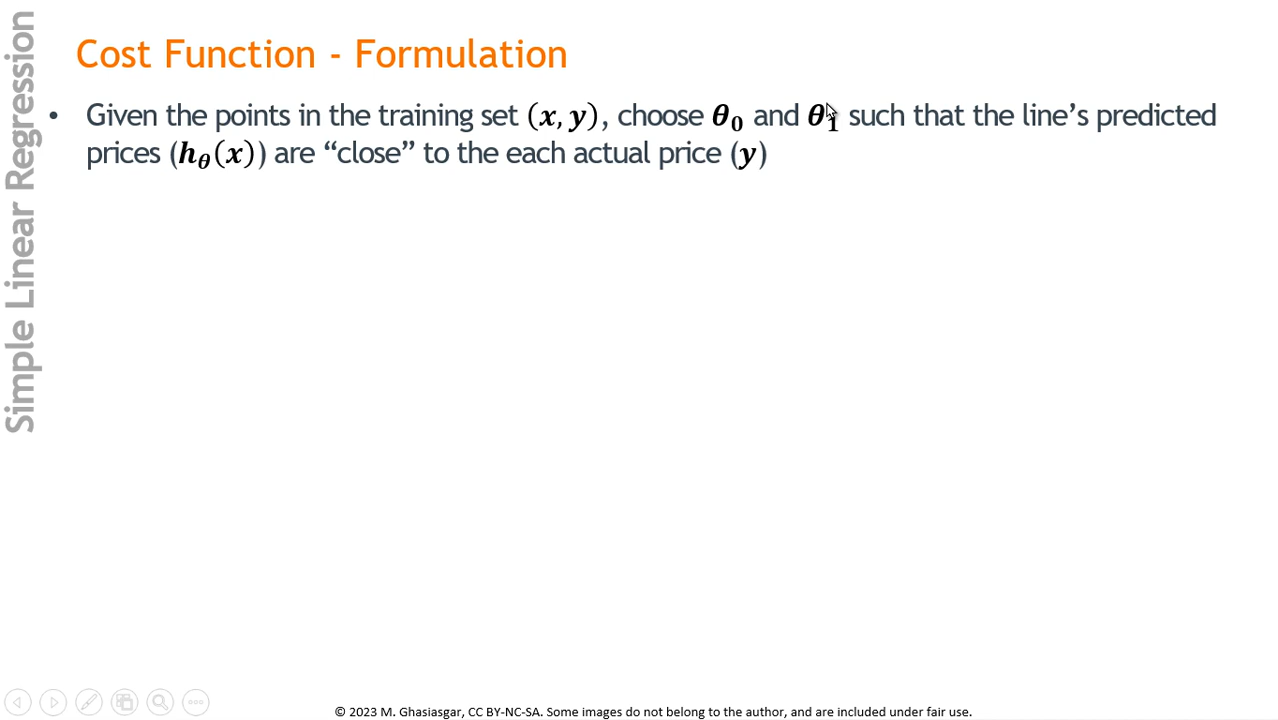 Simple Linear Regression
Cost Function - Formulation
• Given the points in the training set (x, y), choose θ₀ and θ₁ such that the line's predicted
prices (hθ(x)) are “close” to the each actual price (y)
© 2023 M. Ghasiasgar, CC BY-NC-SA. Some images do not belong to the author, and are included under fair use.